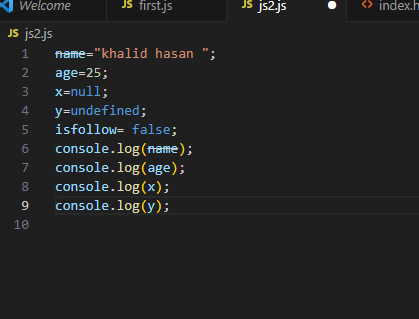 Welcome JS first.js JS js2.js <> index.h
JS js2.js
1 name="khalid hasan ";
2 age=25;
3 x=null;
4 y=undefined;
5 isfollow= false;
6 console.log(name);
7 console.log(age);
8 console.log(x);
9 console.log(y);
10